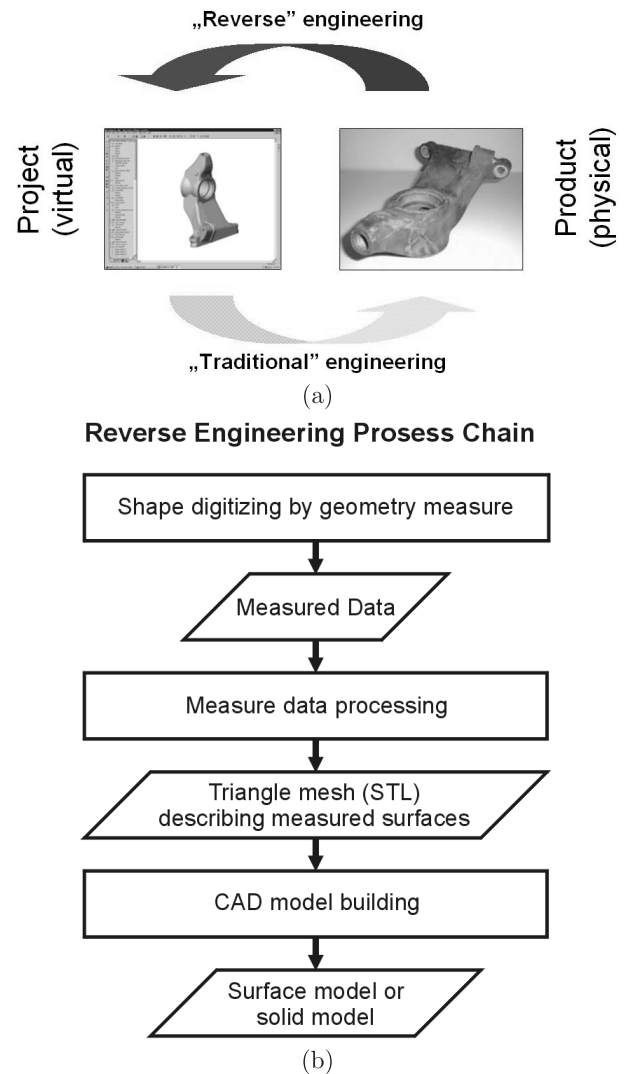 „Reverse” engineering
Project
(virtual)
Product
(physical)
„Traditional” engineering
(a)
Reverse Engineering Prosess Chain
Shape digitizing by geometry measure
Measured Data
Measure data processing
Triangle mesh (STL)
describing measured surfaces
CAD model building
Surface model or
solid model
(b)